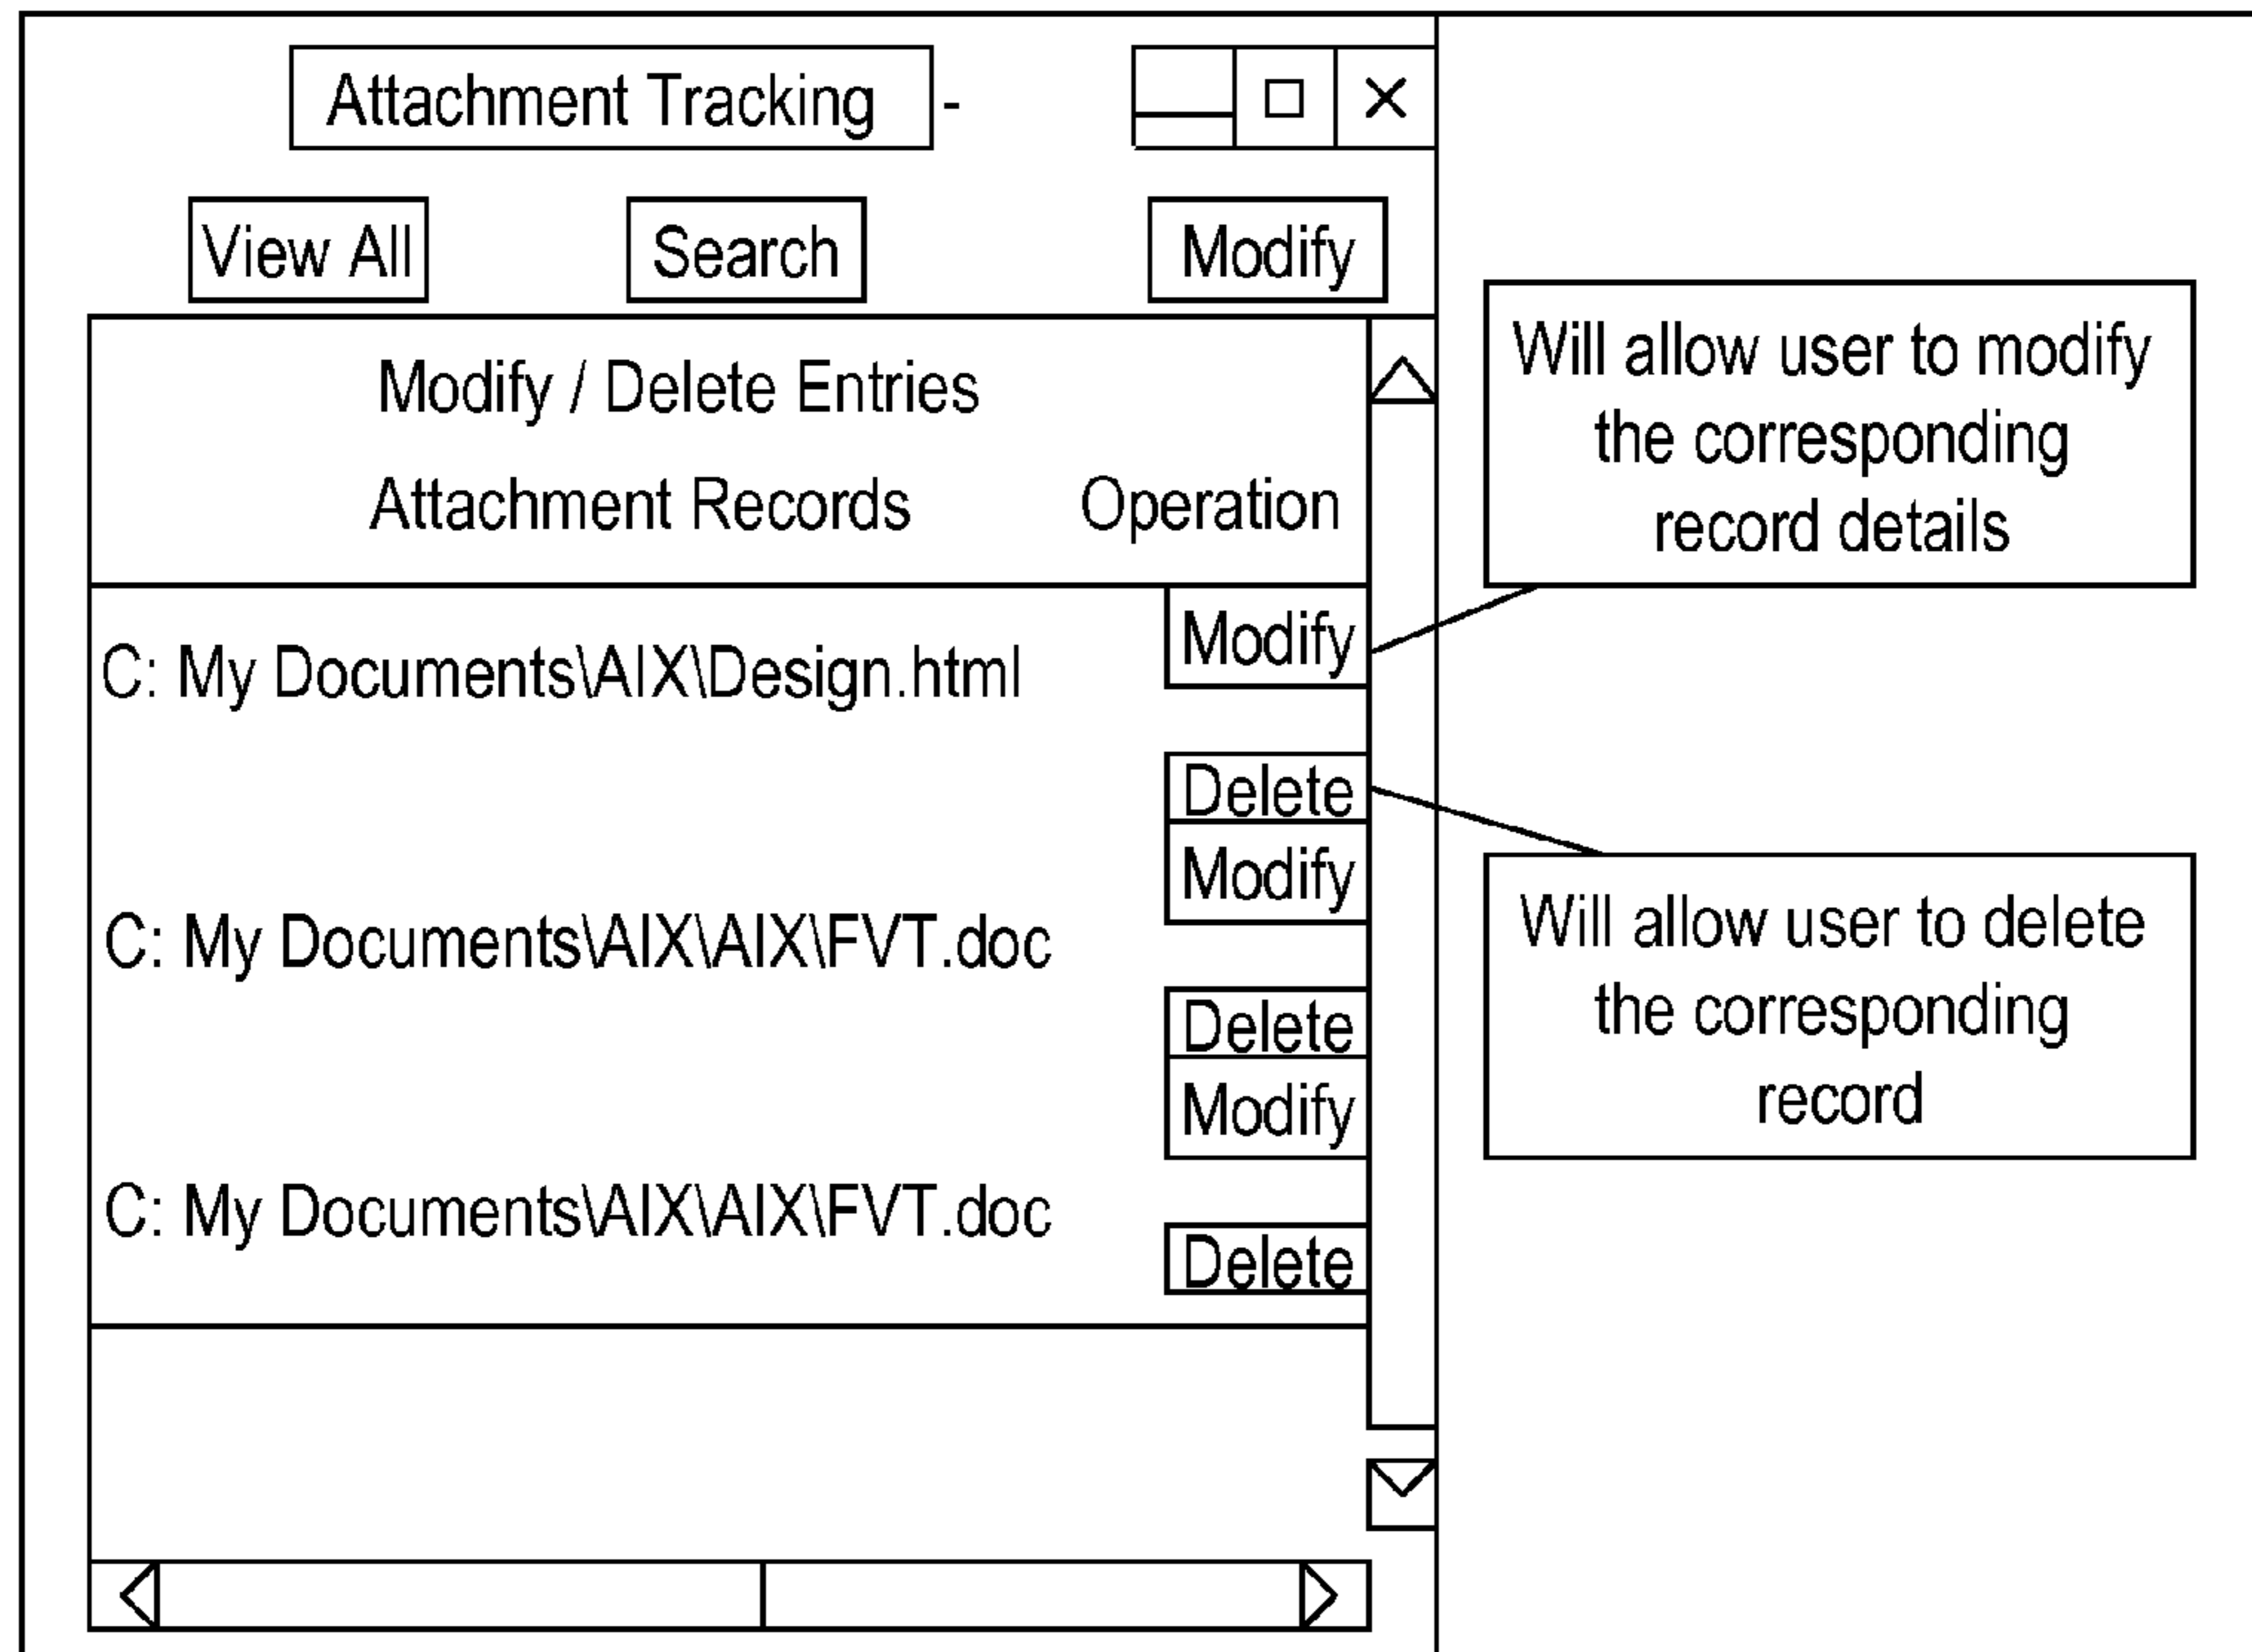 Attachment Tracking -
View All Search Modify
Modify / Delete Entries
Attachment Records Operation
C: My Documents\AIX\Design.html Modify
Delete
Modify
C: My Documents\AIX\AIX\FVT.doc
Delete
Modify
C: My Documents\AIX\AIX\FVT.doc
Delete
Will allow user to modify
the corresponding
record details
Will allow user to delete
the corresponding
record